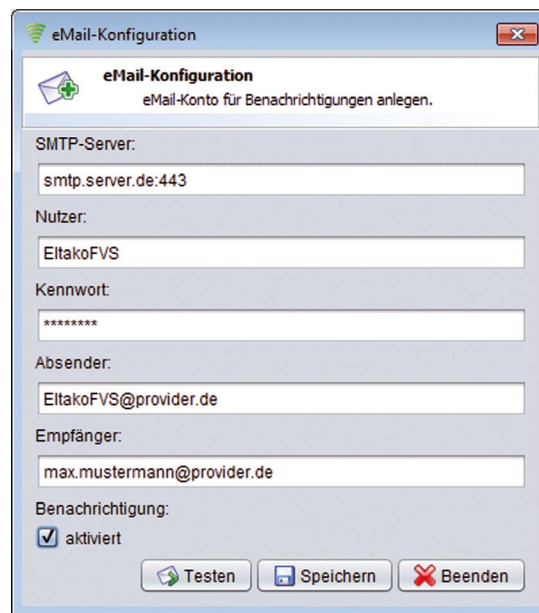 eMail-Konfiguration
eMail-Konfiguration
eMail-Konto für Benachrichtigungen anlegen.
SMTP-Server:
smtp.server.de:443
Nutzer:
EltakoFVS
Kennwort:
********
Absender:
EltakoFVS@provider.de
Empfänger:
max.mustermann@provider.de
Benachrichtigung:
aktiviert
Testen Speichern Beenden